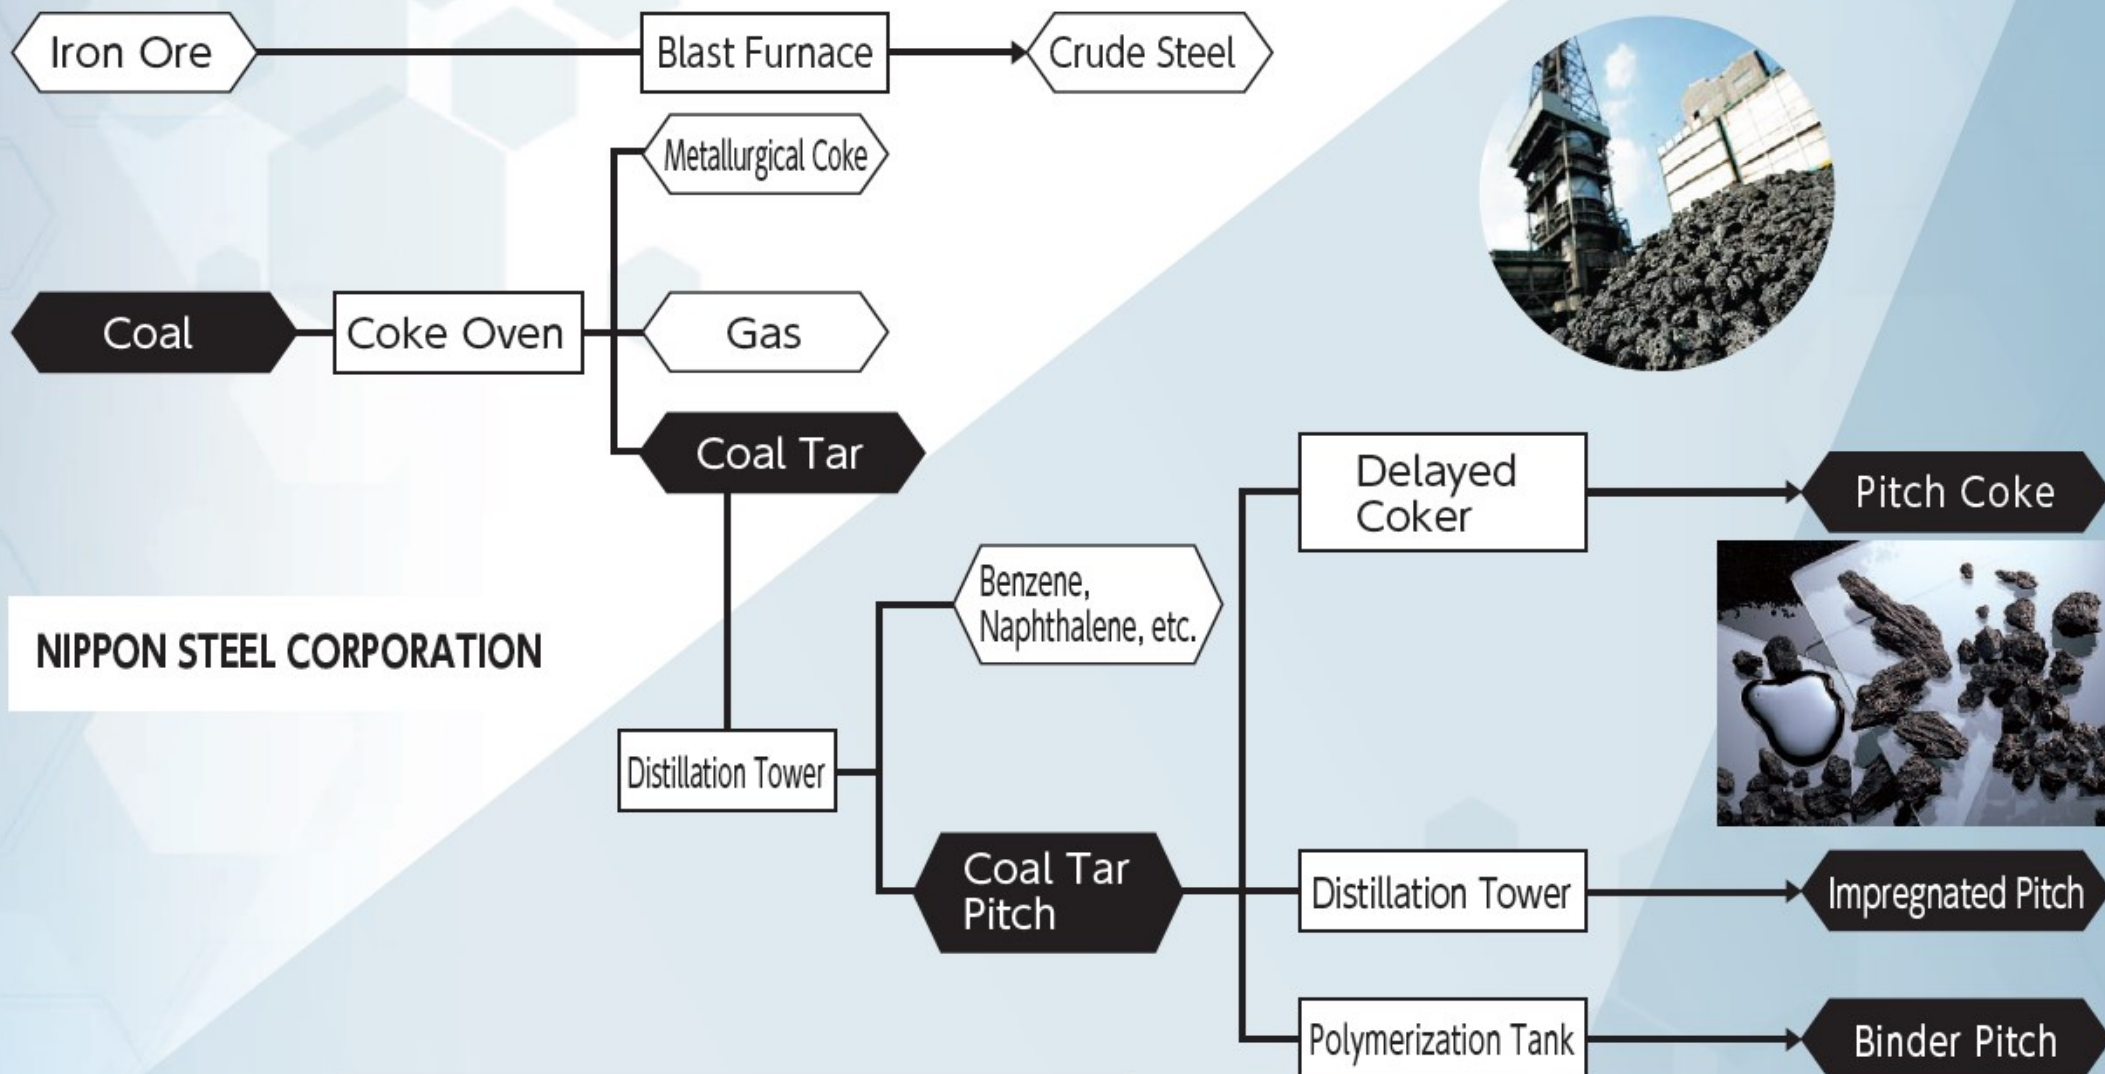 Iron Ore
Blast Furnace
Crude Steel
Metallurgical Coke
Coal
Coke Oven
Gas
Coal Tar
Delayed
Coker
Pitch Coke
Benzene,
Naphthalene, etc.
NIPPON STEEL CORPORATION
Distillation Tower
Coal Tar
Pitch
Distillation Tower
Impregnated Pitch
Polymerization Tank
Binder Pitch